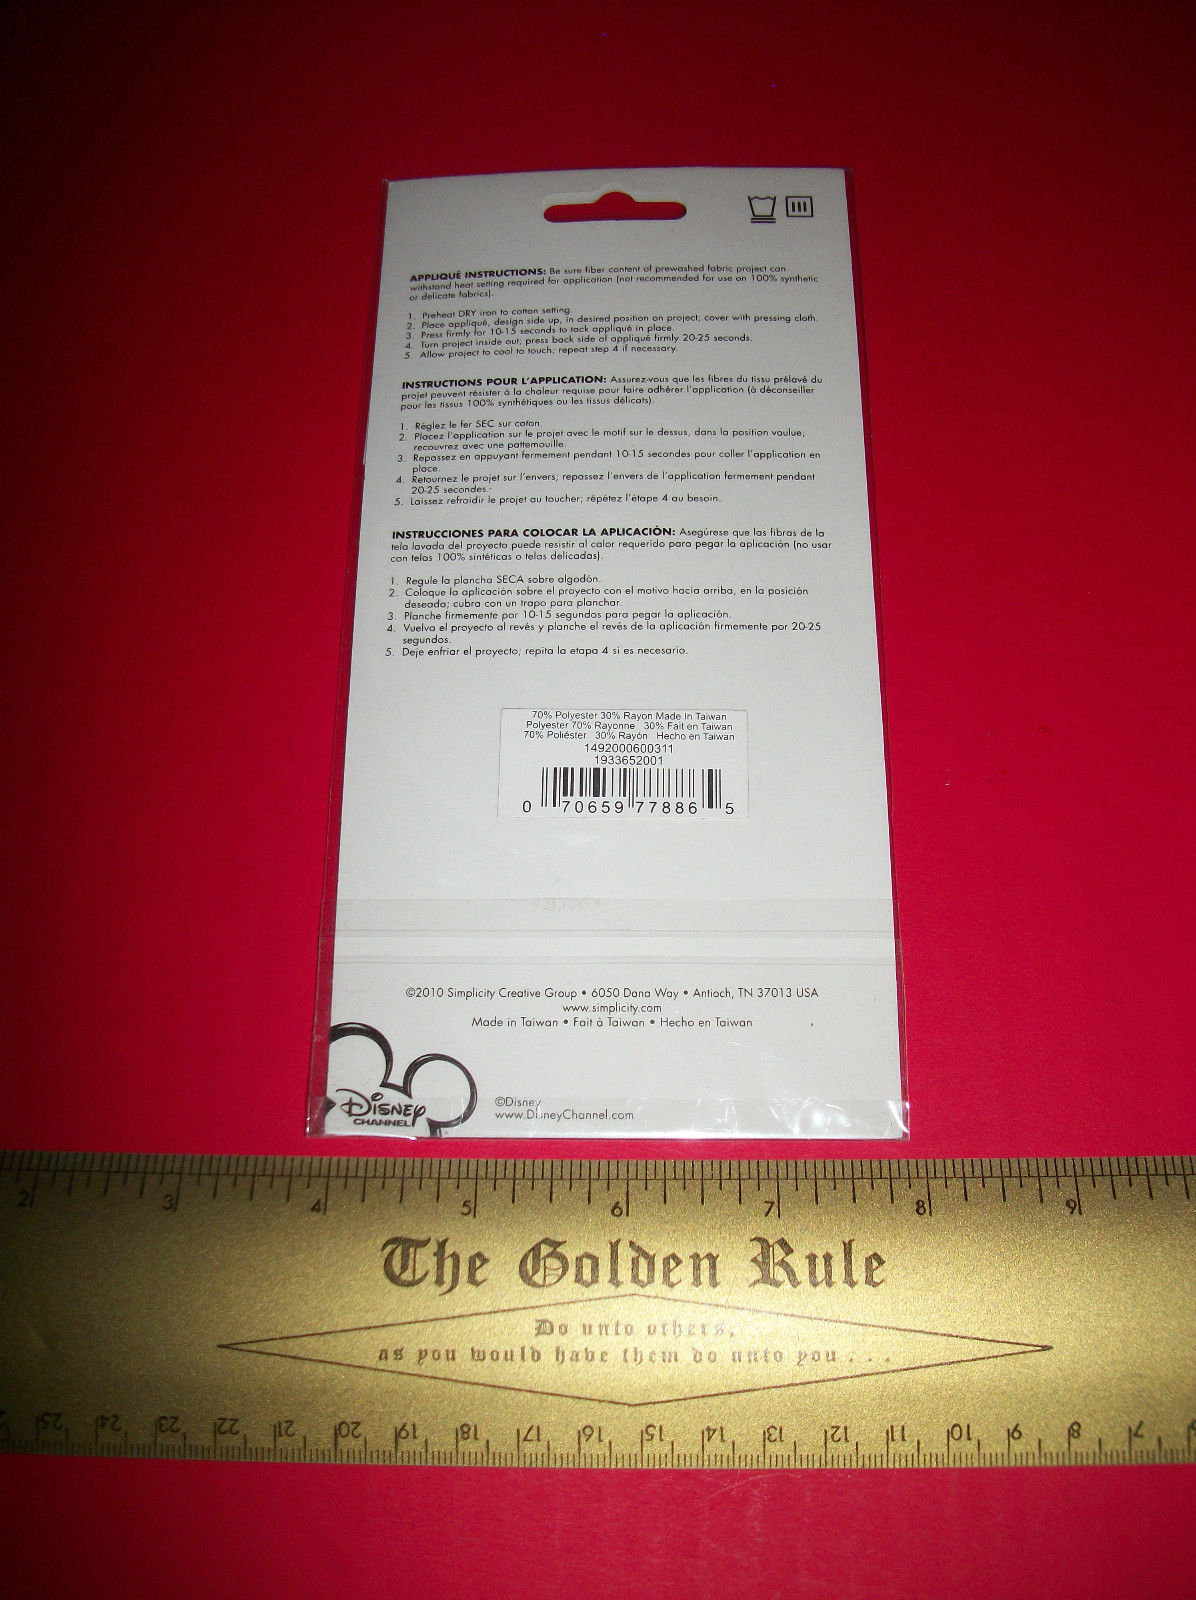 APPLIQUÉ INSTRUCTIONS: Be sure fiber content of prewashed fabric project can
withstand heat setting required for application (not recommended for use on 100% synthetic
or delicate fabrics).
1. Preheat DRY iron to cotton setting.
2. Place appliqué, design side up, in desired position on project; cover with pressing cloth.
3. Press firmly for 10-15 seconds to tack appliqué in place.
4. Turn project inside out; press back side of appliqué firmly 20-25 seconds.
5. Allow project to cool to touch; repeat step 4 if necessary.
INSTRUCTIONS POUR L'APPLICATION: Assurez-vous que les fibres du tissu prélavé du
projet peuvent résister à la chaleur requise pour faire adhérer l'application (à déconseiller
pour les tissus 100% synthétiques ou les tissus délicats).
1. Réglez le fer SEC sur coton.
2. Placez l'application sur le projet avec le motif sur le dessus, dans la position voulue;
recouvrez avec une pattemouille.
3. Repassez en appuyant fermement pendant 10-15 secondes pour coller l'application en
place.
4. Retournez le projet sur l'envers; repassez l'envers de l'application fermement pendant
20-25 secondes.
5. Laissez refroidir le projet au toucher; répétez l'étape 4 au besoin.
INSTRUCCIONES PARA COLOCAR LA APLICACIÓN: Asegúrese que las fibras de la
tela lavada del proyecto puede resistir al calor requerido para pegar la aplicación (no usar
con telas 100% sintéticas o telas delicadas).
1. Regule la plancha SECA sobre algodón.
2. Coloque la aplicación sobre el proyecto con el motivo hacia arriba, en la posición
deseada; cubra con un trapo para planchar.
3. Planche firmemente por 10-15 segundos para pegar la aplicación.
4. Vuelva el proyecto al revés y planche el revés de la aplicación firmemente por 20-25
segundos.
5. Deje enfriar el proyecto; repita la etapa 4 si es necesario.
70% Polyester 30% Rayon Made In Taiwan
Polyester 70% Rayonne 30% Fait en Taiwan
70% Poliéster 30% Rayón Hecho en Taiwan
1492000600311
1933652001
0 70659 77886 5
©2010 Simplicity Creative Group • 6050 Dana Way • Antioch, TN 37013 USA
www.simplicity.com
Made in Taiwan • Fait à Taiwan • Hecho en Taiwan
DISNEY
CHANNEL
©Disney
www.DisneyChannel.com
2 3 4 5 6 7 8 9
The Golden Rule
Do unto others,
as you would have them do unto you . . .
25 24 23 22 21 20 19 18 17 16 15 14 13 12 11 10 9 8 7